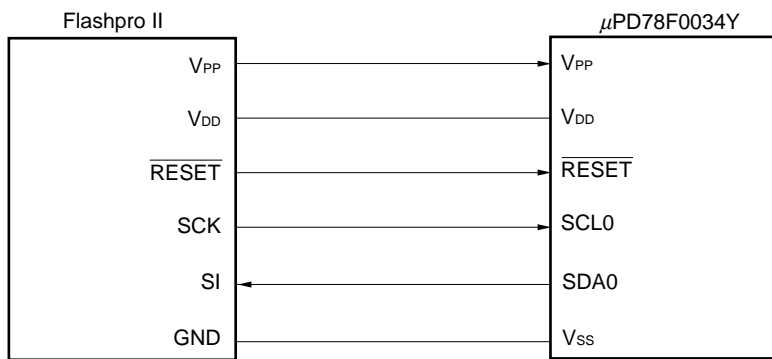 Flashpro II
μPD78F0034Y
VPP
VPP
VDD
VDD
RESET
RESET
SCK
SCL0
SI
SDA0
GND
VSS